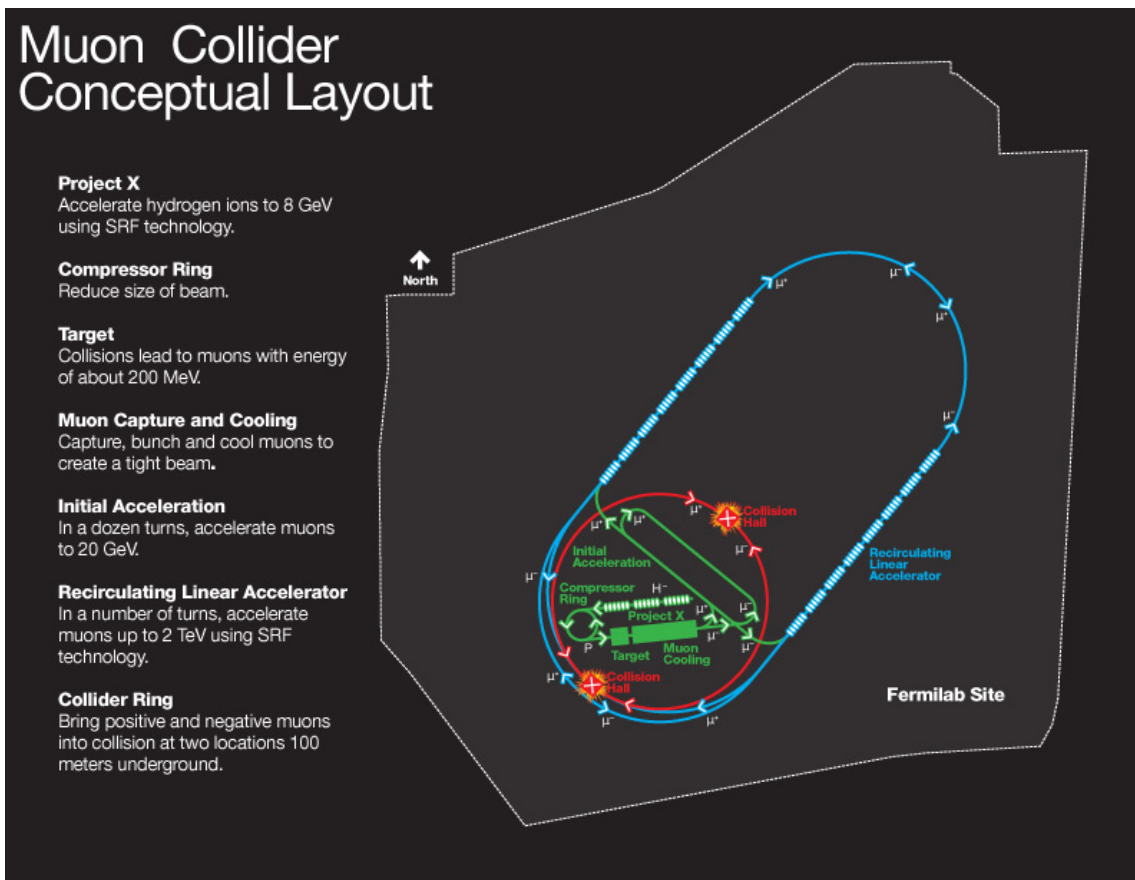 Muon Collider
Conceptual Layout
Project X
Accelerate hydrogen ions to 8 GeV
using SRF technology.
Compressor Ring
Reduce size of beam.
Target
Collisions lead to muons with energy
of about 200 MeV.
Muon Capture and Cooling
Capture, bunch and cool muons to
create a tight beam.
Initial Acceleration
In a dozen turns, accelerate muons
to 20 GeV.
Recirculating Linear Accelerator
In a number of turns, accelerate
muons up to 2 TeV using SRF
technology.
Collider Ring
Bring positive and negative muons
into collision at two locations 100
meters underground.
North
μ⁺
μ⁻
μ⁺
μ⁻
μ⁺
Collision
Hall
μ⁺
μ⁺
μ⁻
Initial
Acceleration
Recirculating
Linear
Accelerator
μ⁻
Compressor
Ring
H⁻
Project X
μ⁺
μ⁻
μ⁻
μ⁻
P
Target
Muon
Cooling
μ⁺
Collision
Hall
μ⁻
μ⁺
Fermilab Site